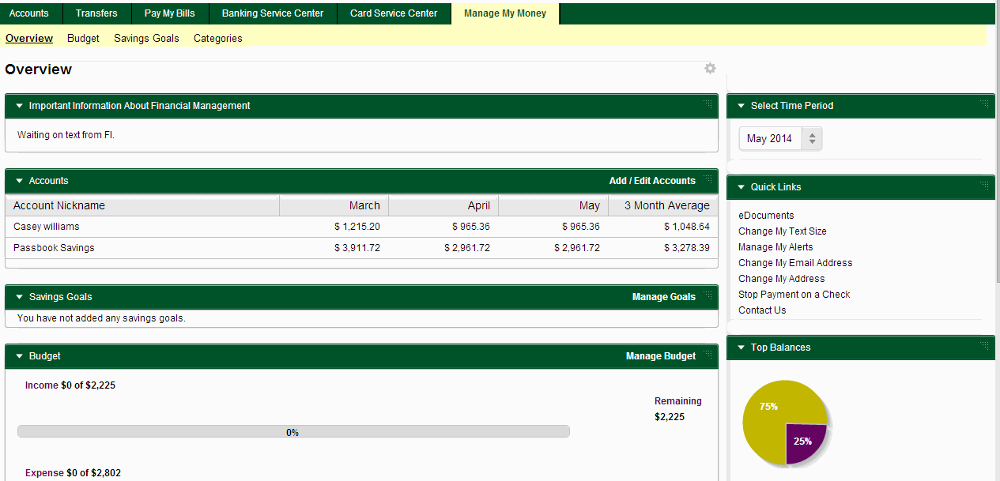 Accounts Transfers Pay My Bills Banking Service Center Card Service Center Manage My Money
Overview Budget Savings Goals Categories
Overview
Important Information About Financial Management
Waiting on text from FI.
Accounts Add / Edit Accounts
Account Nickname March April May 3 Month Average
Casey williams $ 1,215.20 $ 965.36 $ 965.36 $ 1,048.64
Passbook Savings $ 3,911.72 $ 2,961.72 $ 2,961.72 $ 3,278.39
Savings Goals Manage Goals
You have not added any savings goals.
Budget Manage Budget
Income $0 of $2,225
Remaining
$2,225
0%
Expense $0 of $2,802
Select Time Period
May 2014
Quick Links
eDocuments
Change My Text Size
Manage My Alerts
Change My Email Address
Change My Address
Stop Payment on a Check
Contact Us
Top Balances
75%
25%